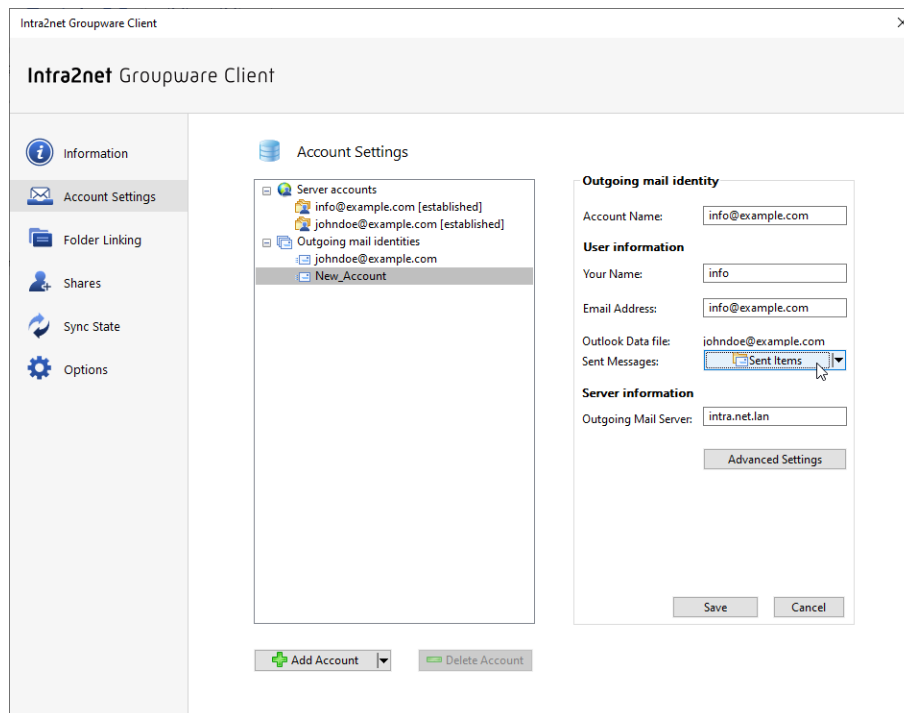 Intra2net Groupware Client
Intra2net Groupware Client
Information
Account Settings
Folder Linking
Shares
Sync State
Options
Account Settings
Server accounts
info@example.com [established]
johndoe@example.com [established]
Outgoing mail identities
johndoe@example.com
New_Account
Add Account
Delete Account
Outgoing mail identity
Account Name: info@example.com
User information
Your Name: info
Email Address: info@example.com
Outlook Data file: johndoe@example.com
Sent Messages: Sent Items
Server information
Outgoing Mail Server: intra.net.lan
Advanced Settings
Save Cancel